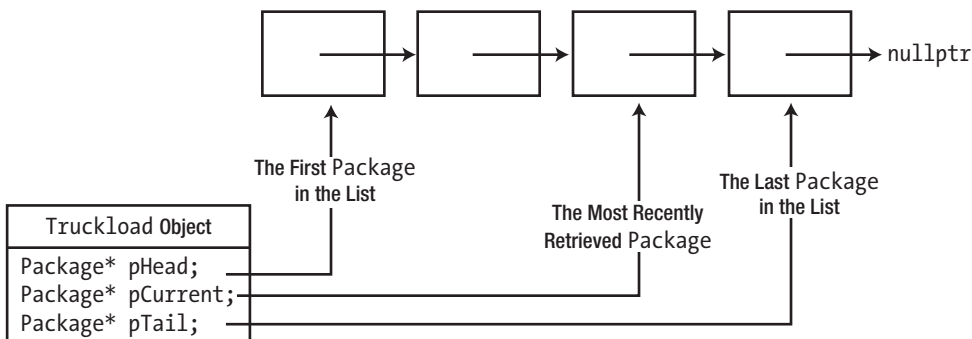 nullptr
The First Package
in the List
The Most Recently
Retrieved Package
The Last Package
in the List
Truckload Object
Package* pHead;
Package* pCurrent;
Package* pTail;